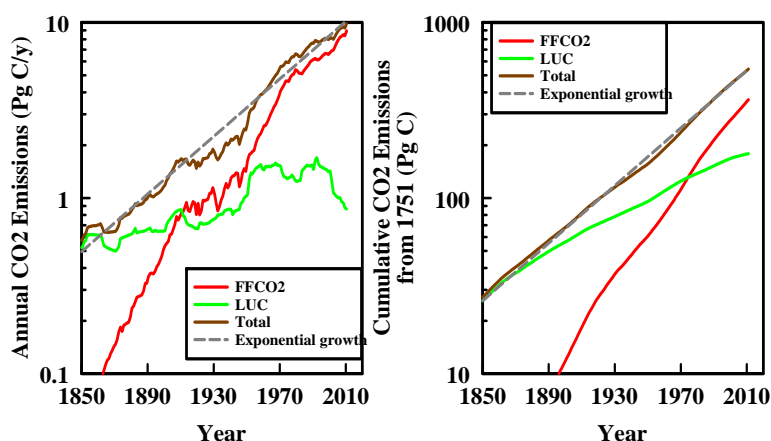 Annual CO2 Emissions (Pg C/y)
10
1
0.1
1850 1890 1930 1970 2010
Year
FFCO2
LUC
Total
Exponential growth
Cumulative CO2 Emissions
from 1751 (Pg C)
1000
100
10
1850 1890 1930 1970 2010
Year
FFCO2
LUC
Total
Exponential growth